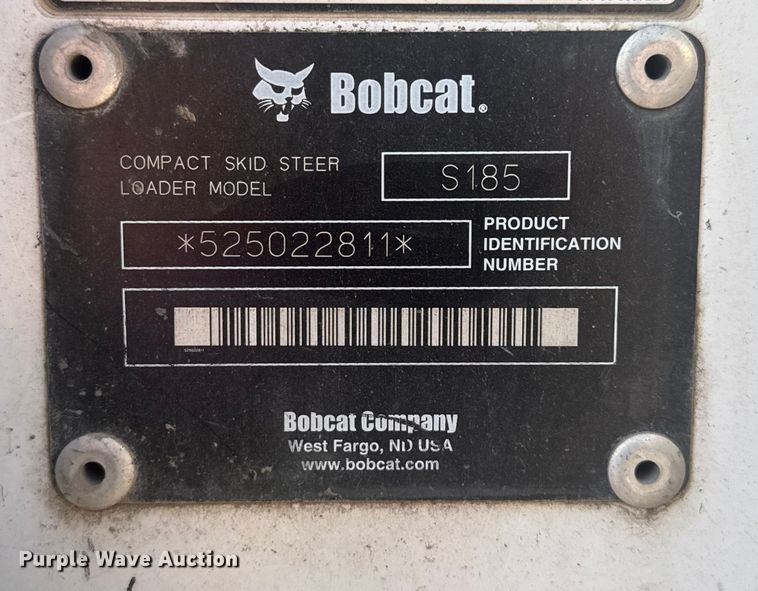 Bobcat®
COMPACT SKID STEER
LOADER MODEL
S185
*525022811*
PRODUCT
IDENTIFICATION
NUMBER
Bobcat Company
West Fargo, ND USA
www.bobcat.com
Purple Wave Auction